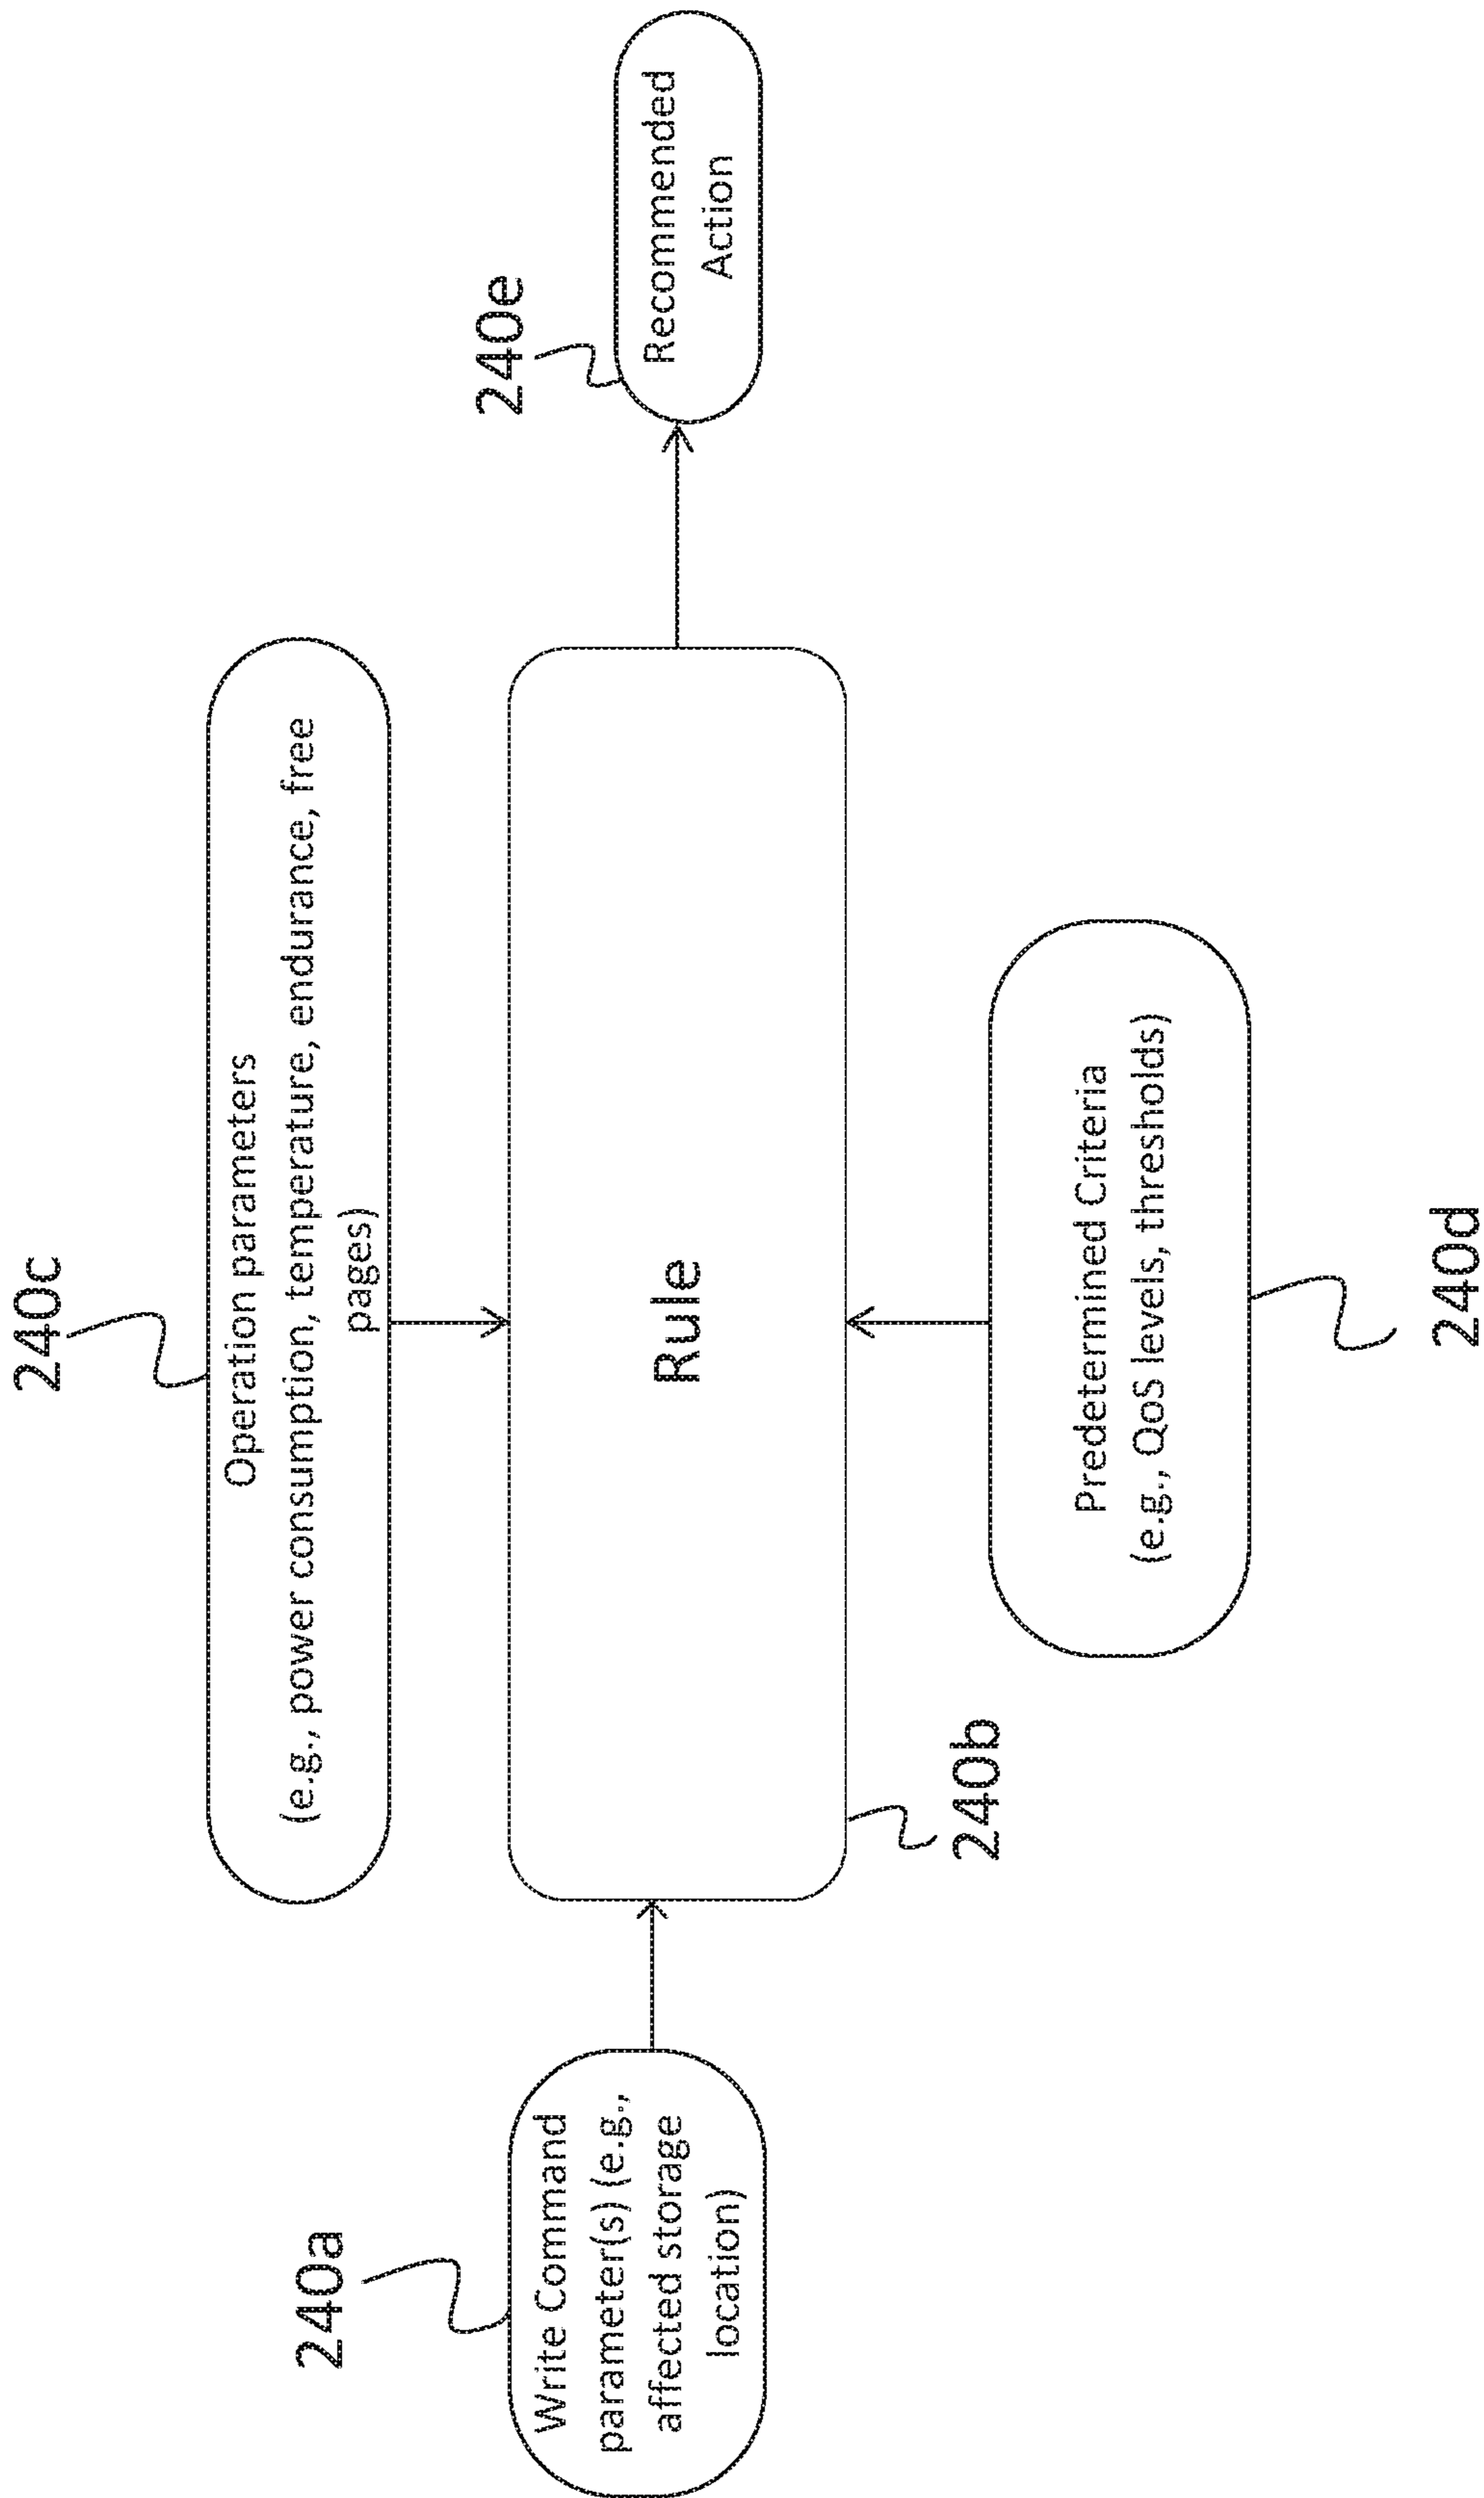 240c
Operation parameters
(e.g., power consumption, temperature, endurance, free
pages)
240a
Write Command
parameter(s) (e.g.,
affected storage
location)
Rule
240b
240e
Recommended
Action
Predetermined Criteria
(e.g., QoS levels, thresholds)
240d